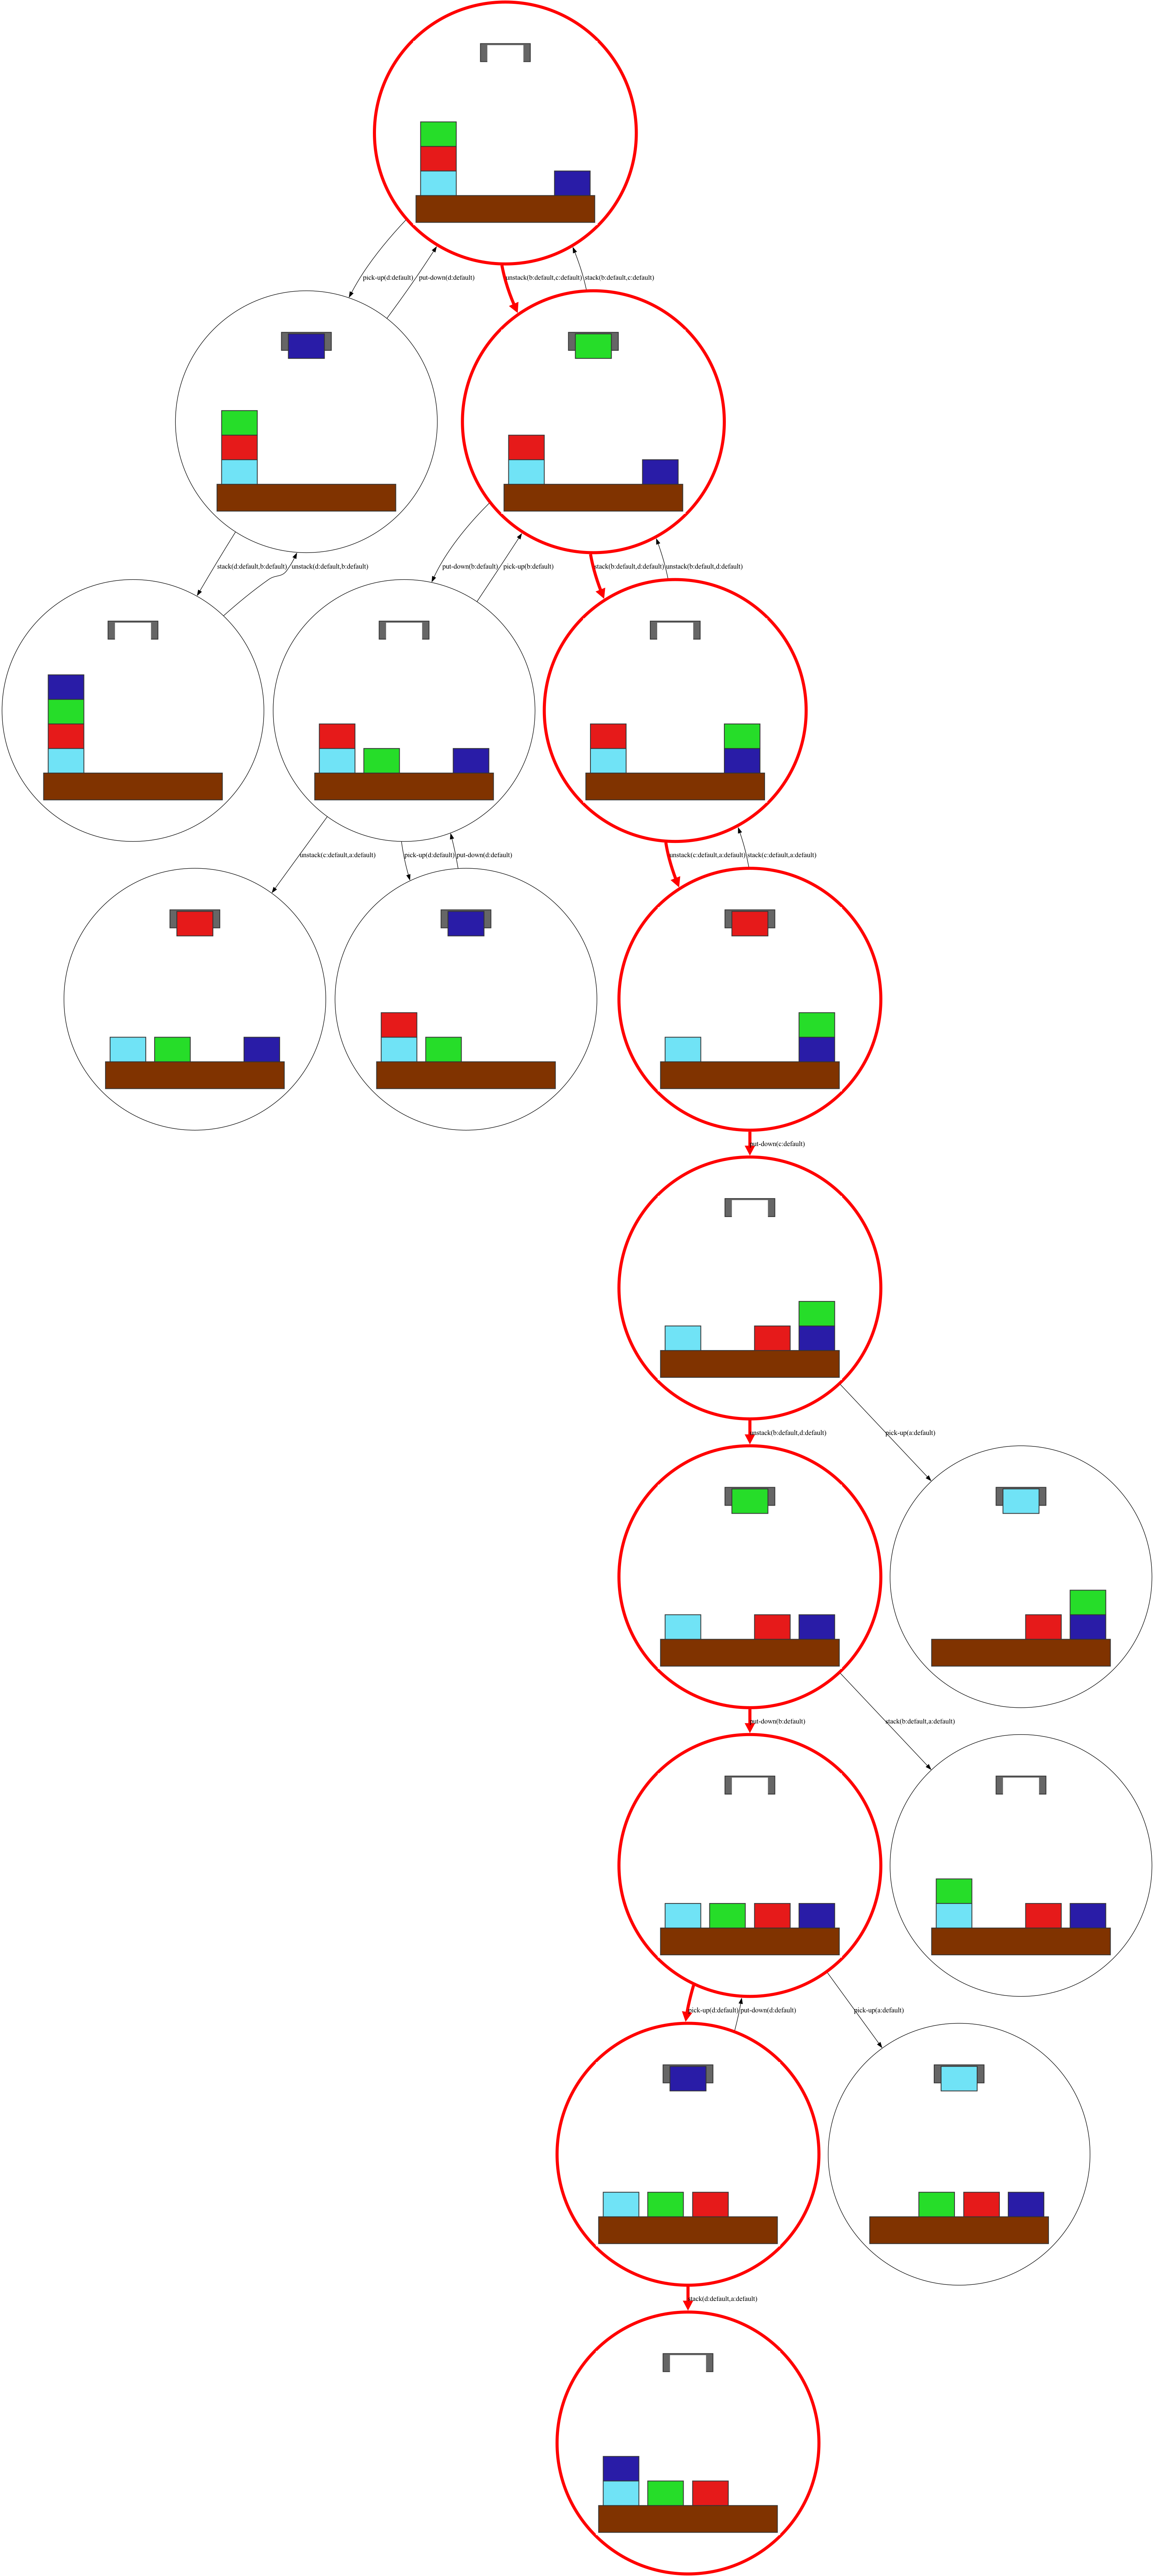 pick-up(d:default)
put-down(d:default)
unstack(b:default,c:default)
stack(b:default,c:default)
stack(d:default,b:default)
unstack(d:default,b:default)
put-down(b:default)
pick-up(b:default)
stack(b:default,d:default)
unstack(b:default,d:default)
unstack(c:default,a:default)
pick-up(d:default)
put-down(d:default)
unstack(c:default,a:default)
stack(c:default,a:default)
put-down(c:default)
unstack(b:default,d:default)
pick-up(a:default)
put-down(b:default)
stack(b:default,a:default)
pick-up(d:default)
put-down(d:default)
pick-up(a:default)
stack(d:default,a:default)